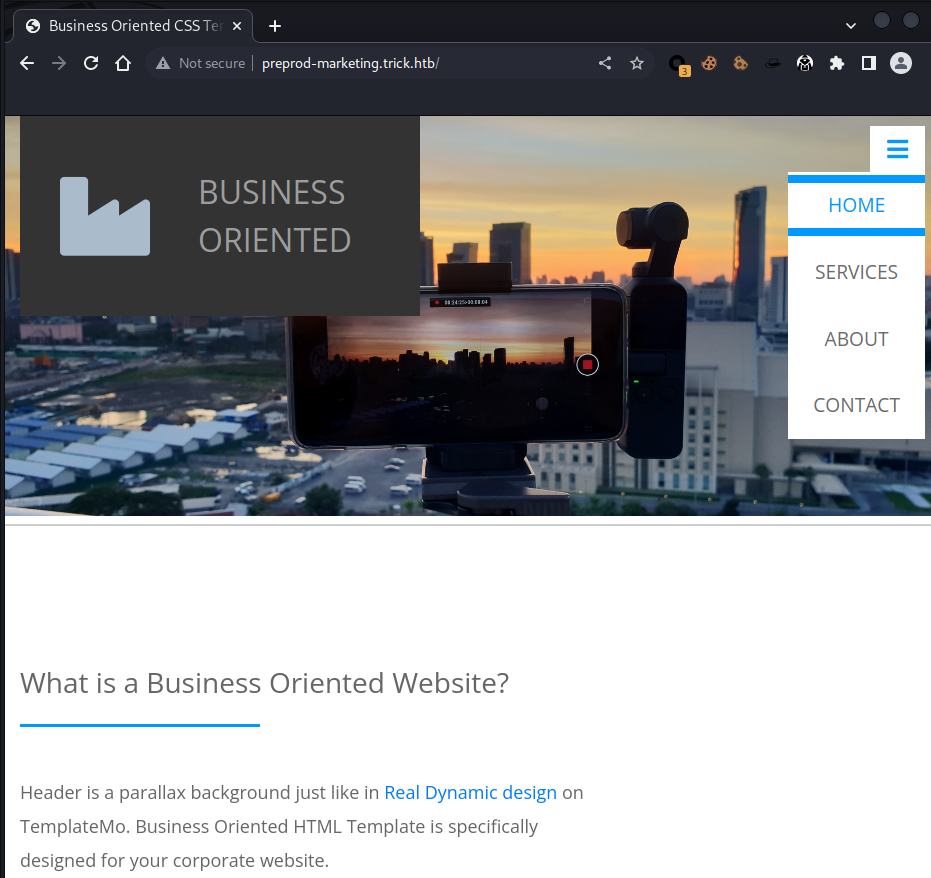 Business Oriented CSS Te
Not secure
preprod-marketing.trick.htb/
3
BUSINESS
ORIENTED
HOME
SERVICES
ABOUT
CONTACT
What is a Business Oriented Website?
Header is a parallax background just like in Real Dynamic design on
TemplateMo. Business Oriented HTML Template is specifically
designed for your corporate website.